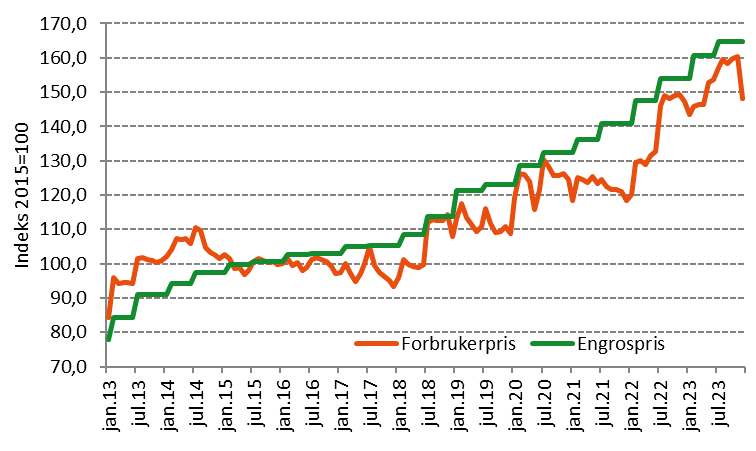 Indeks 2015=100
170,0
160,0
150,0
140,0
130,0
120,0
110,0
100,0
90,0
80,0
70,0
Forbrukerpris
Engrospris
jan.13
jul.13
jan.14
jul.14
jan.15
jul.15
jan.16
jul.16
jan.17
jul.17
jan.18
jul.18
jan.19
jul.19
jan.20
jul.20
jan.21
jul.21
jan.22
jul.22
jan.23
jul.23